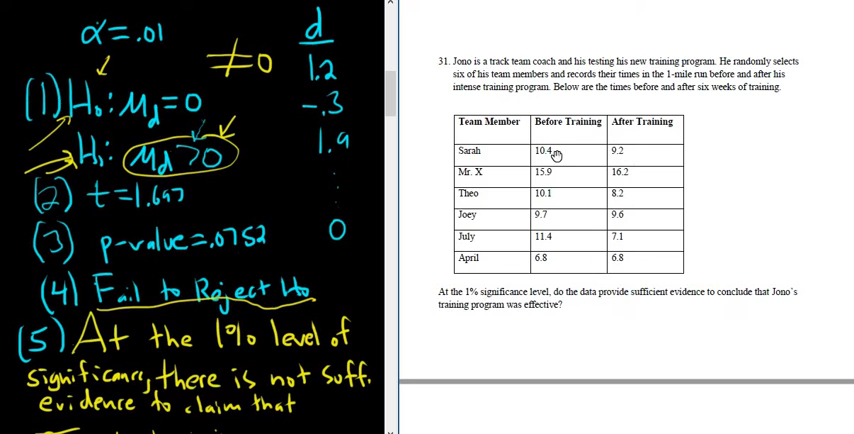 α = .01
≠ 0
d
1.2
(1) H₀: μd = 0
-.3
H₁: μd > 0
1.9
(2) t = 1.697
(3) p-value = .0752
0
(4) Fail to Reject H₀
(5) At the 1% level of
significance, there is not suff.
evidence to claim that
31. Jono is a track team coach and his testing his new training program. He randomly selects
six of his team members and records their times in the 1-mile run before and after his
intense training program. Below are the times before and after six weeks of training.
Team Member Before Training After Training
Sarah 10.4 9.2
Mr. X 15.9 16.2
Theo 10.1 8.2
Joey 9.7 9.6
July 11.4 7.1
April 6.8 6.8
At the 1% significance level, do the data provide sufficient evidence to conclude that Jono's
training program was effective?